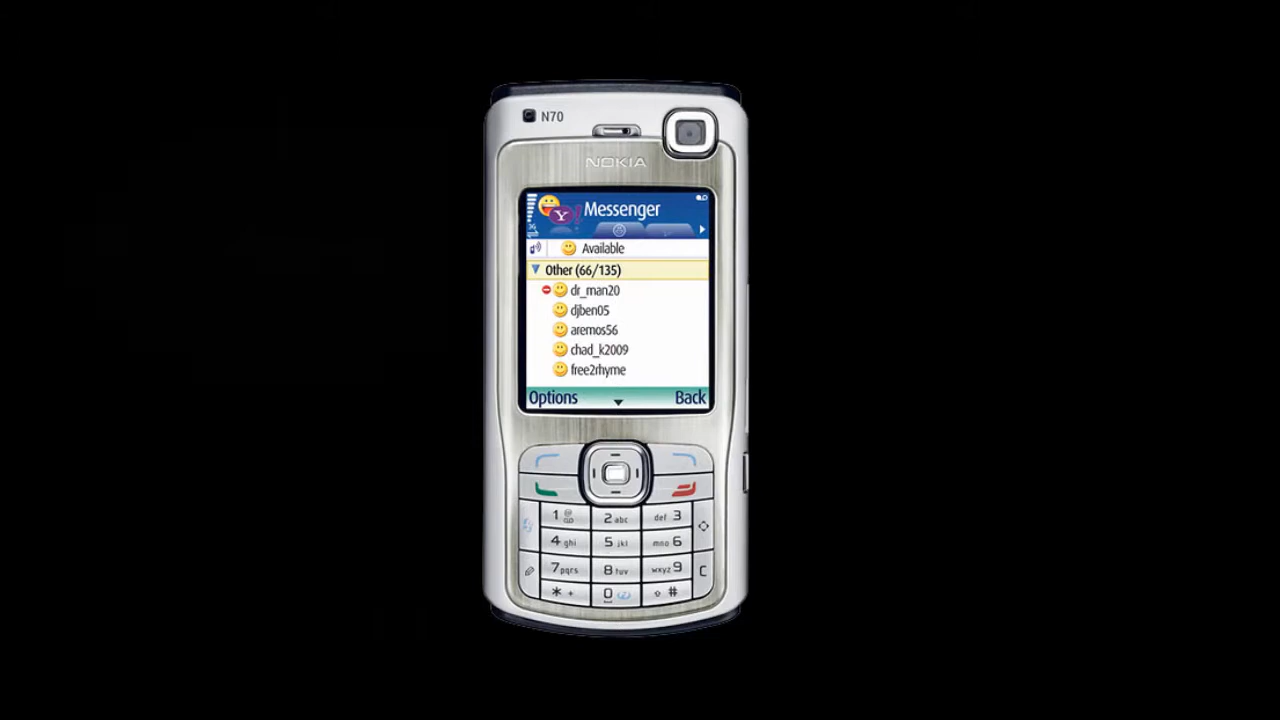 N70
NOKIA
Messenger
Available
Other (66/135)
dr_man20
djben05
aremos56
chad_k2009
free2rhyme
Options Back
1 2 abc def 3
4 ghi 5 jkl mno 6
7 pqrs 8 tuv wxyz 9 C
* + 0 #